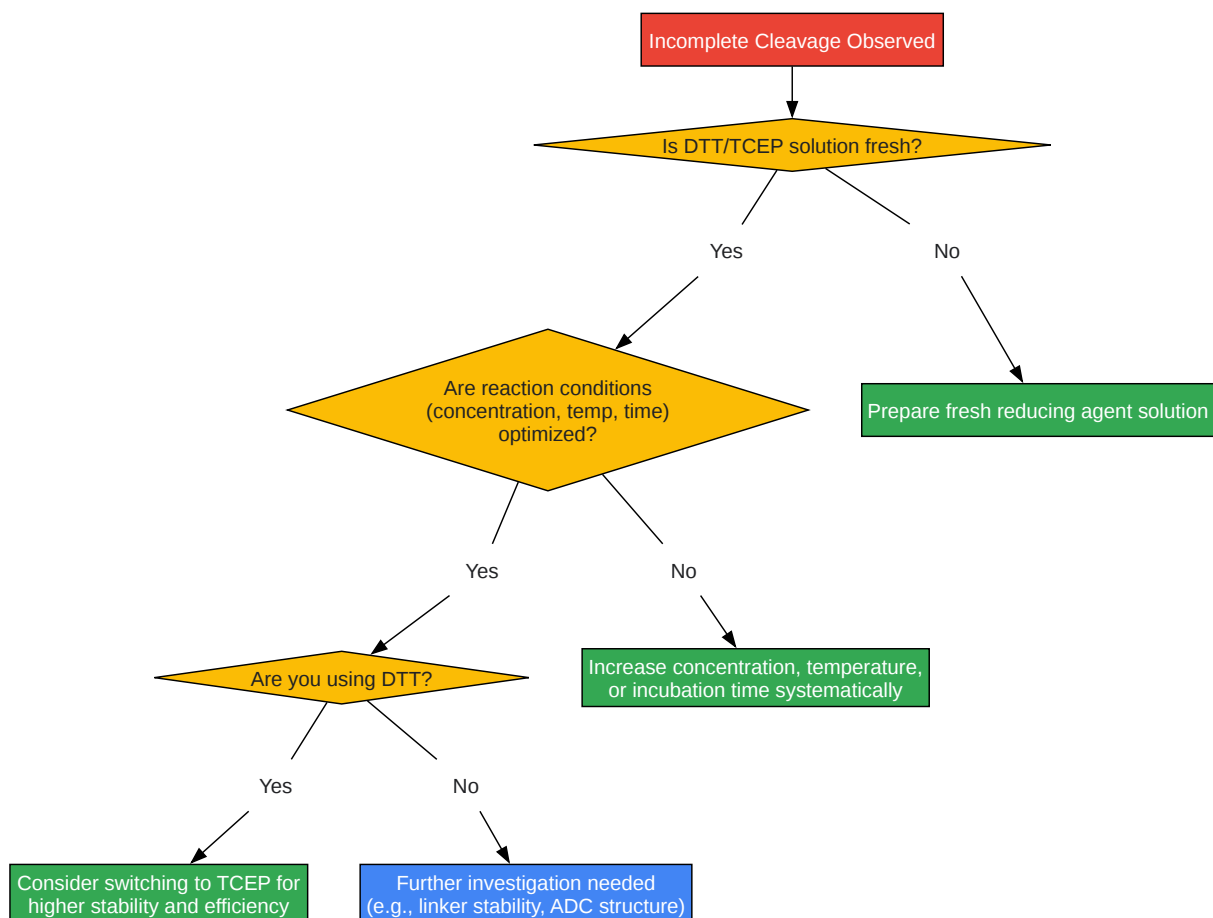 Incomplete Cleavage Observed
Is DTT/TCEP solution fresh?
Yes
No
Are reaction conditions
(concentration, temp, time)
optimized?
Prepare fresh reducing agent solution
Yes
No
Are you using DTT?
Increase concentration, temperature,
or incubation time systematically
Yes
No
Consider switching to TCEP for
higher stability and efficiency
Further investigation needed
(e.g., linker stability, ADC structure)